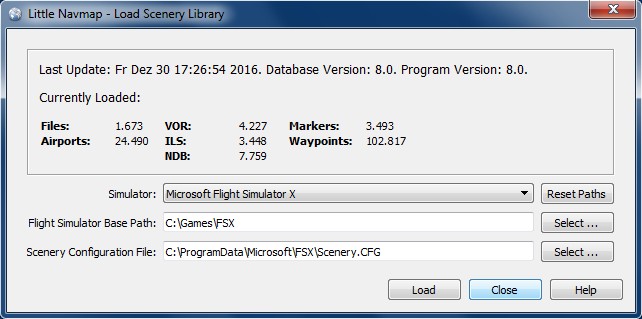 Little Navmap - Load Scenery Library
Last Update: Fr Dez 30 17:26:54 2016. Database Version: 8.0. Program Version: 8.0.
Currently Loaded:
Files: 1.673 VOR: 4.227 Markers: 3.493
Airports: 24.490 ILS: 3.448 Waypoints: 102.817
NDB: 7.759
Simulator: Microsoft Flight Simulator X Reset Paths
Flight Simulator Base Path: C:\Games\FSX Select ...
Scenery Configuration File: C:\ProgramData\Microsoft\FSX\Scenery.CFG Select ...
Load Close Help